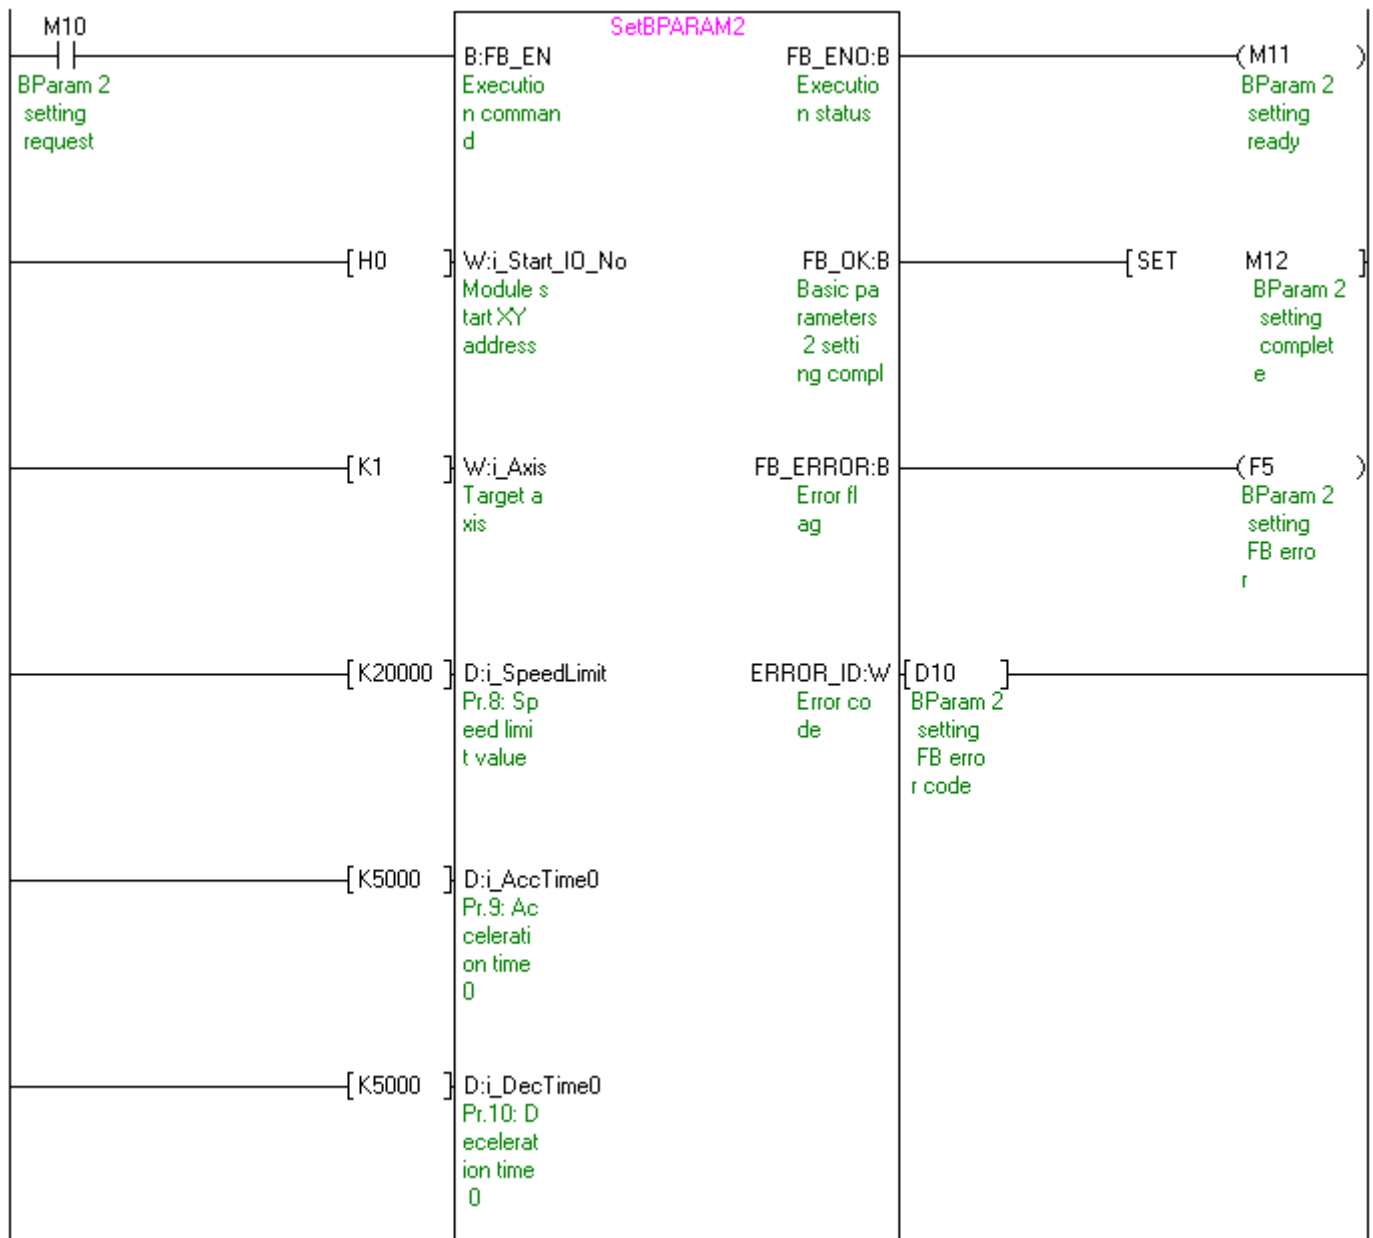 M10
SetBPARAM2
B:FB_EN
FB_ENO:B
(M11 )
BParam 2
setting
request
Executio
n comman
d
Executio
n status
BParam 2
setting
ready
[H0 ]
W:i_Start_IO_No
FB_OK:B
[SET M12 ]
Module s
tart XY
address
Basic pa
rameters
2 setti
ng compl
BParam 2
setting
complet
e
[K1 ]
W:i_Axis
FB_ERROR:B
(F5 )
Target a
xis
Error fl
ag
BParam 2
setting
FB erro
r
[K20000 ]
D:i_SpeedLimit
ERROR_ID:W
[D10 ]
Pr.8: Sp
eed limi
t value
Error co
de
BParam 2
setting
FB erro
r code
[K5000 ]
D:i_AccTime0
Pr.9: Ac
celerati
on time
0
[K5000 ]
D:i_DecTime0
Pr.10: D
ecelerat
ion time
0